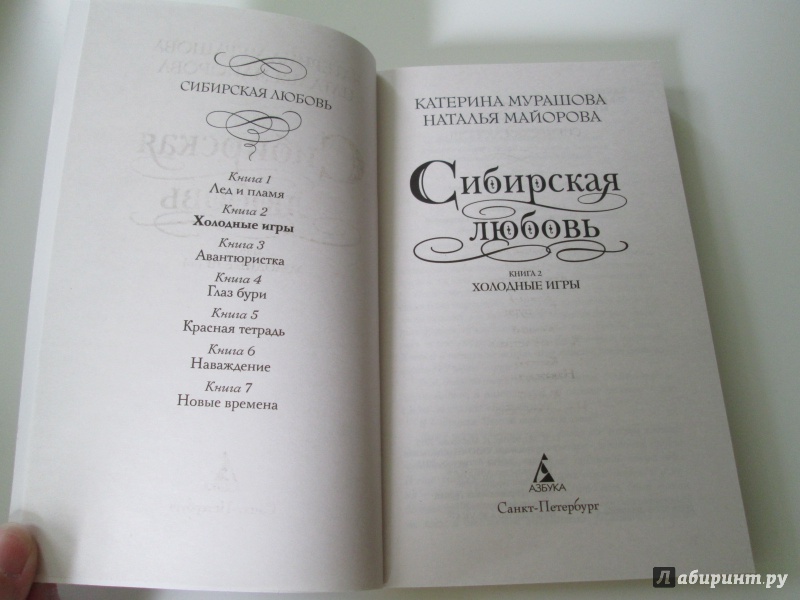 СИБИРСКАЯ ЛЮБОВЬ
Книга 1
Лед и пламя
Книга 2
Холодные игры
Книга 3
Авантюристка
Книга 4
Глаз бури
Книга 5
Красная тетрадь
Книга 6
Наваждение
Книга 7
Новые времена
КАТЕРИНА МУРАШОВА
НАТАЛЬЯ МАЙОРОВА
Сибирская
любовь
КНИГА 2
ХОЛОДНЫЕ ИГРЫ
АЗБУКА
Санкт-Петербург
Лабиринт.ру